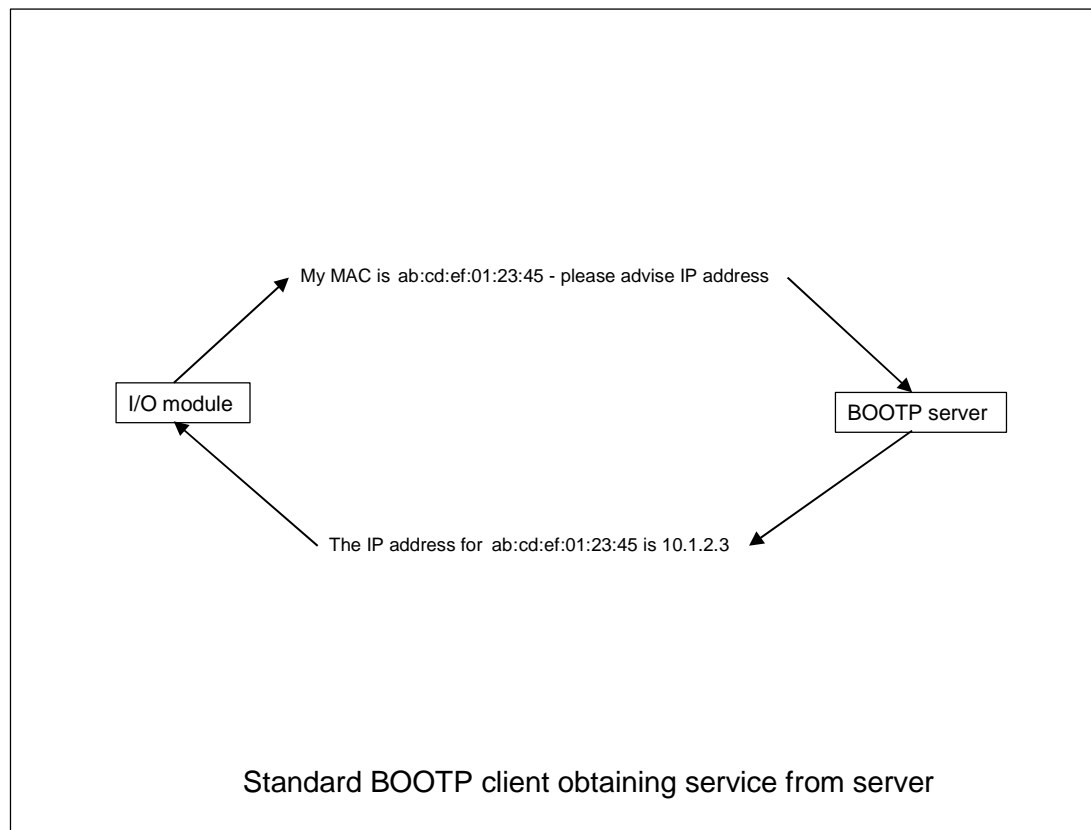 My MAC is ab:cd:ef:01:23:45 - please advise IP address
I/O module
BOOTP server
The IP address for ab:cd:ef:01:23:45 is 10.1.2.3
Standard BOOTP client obtaining service from server